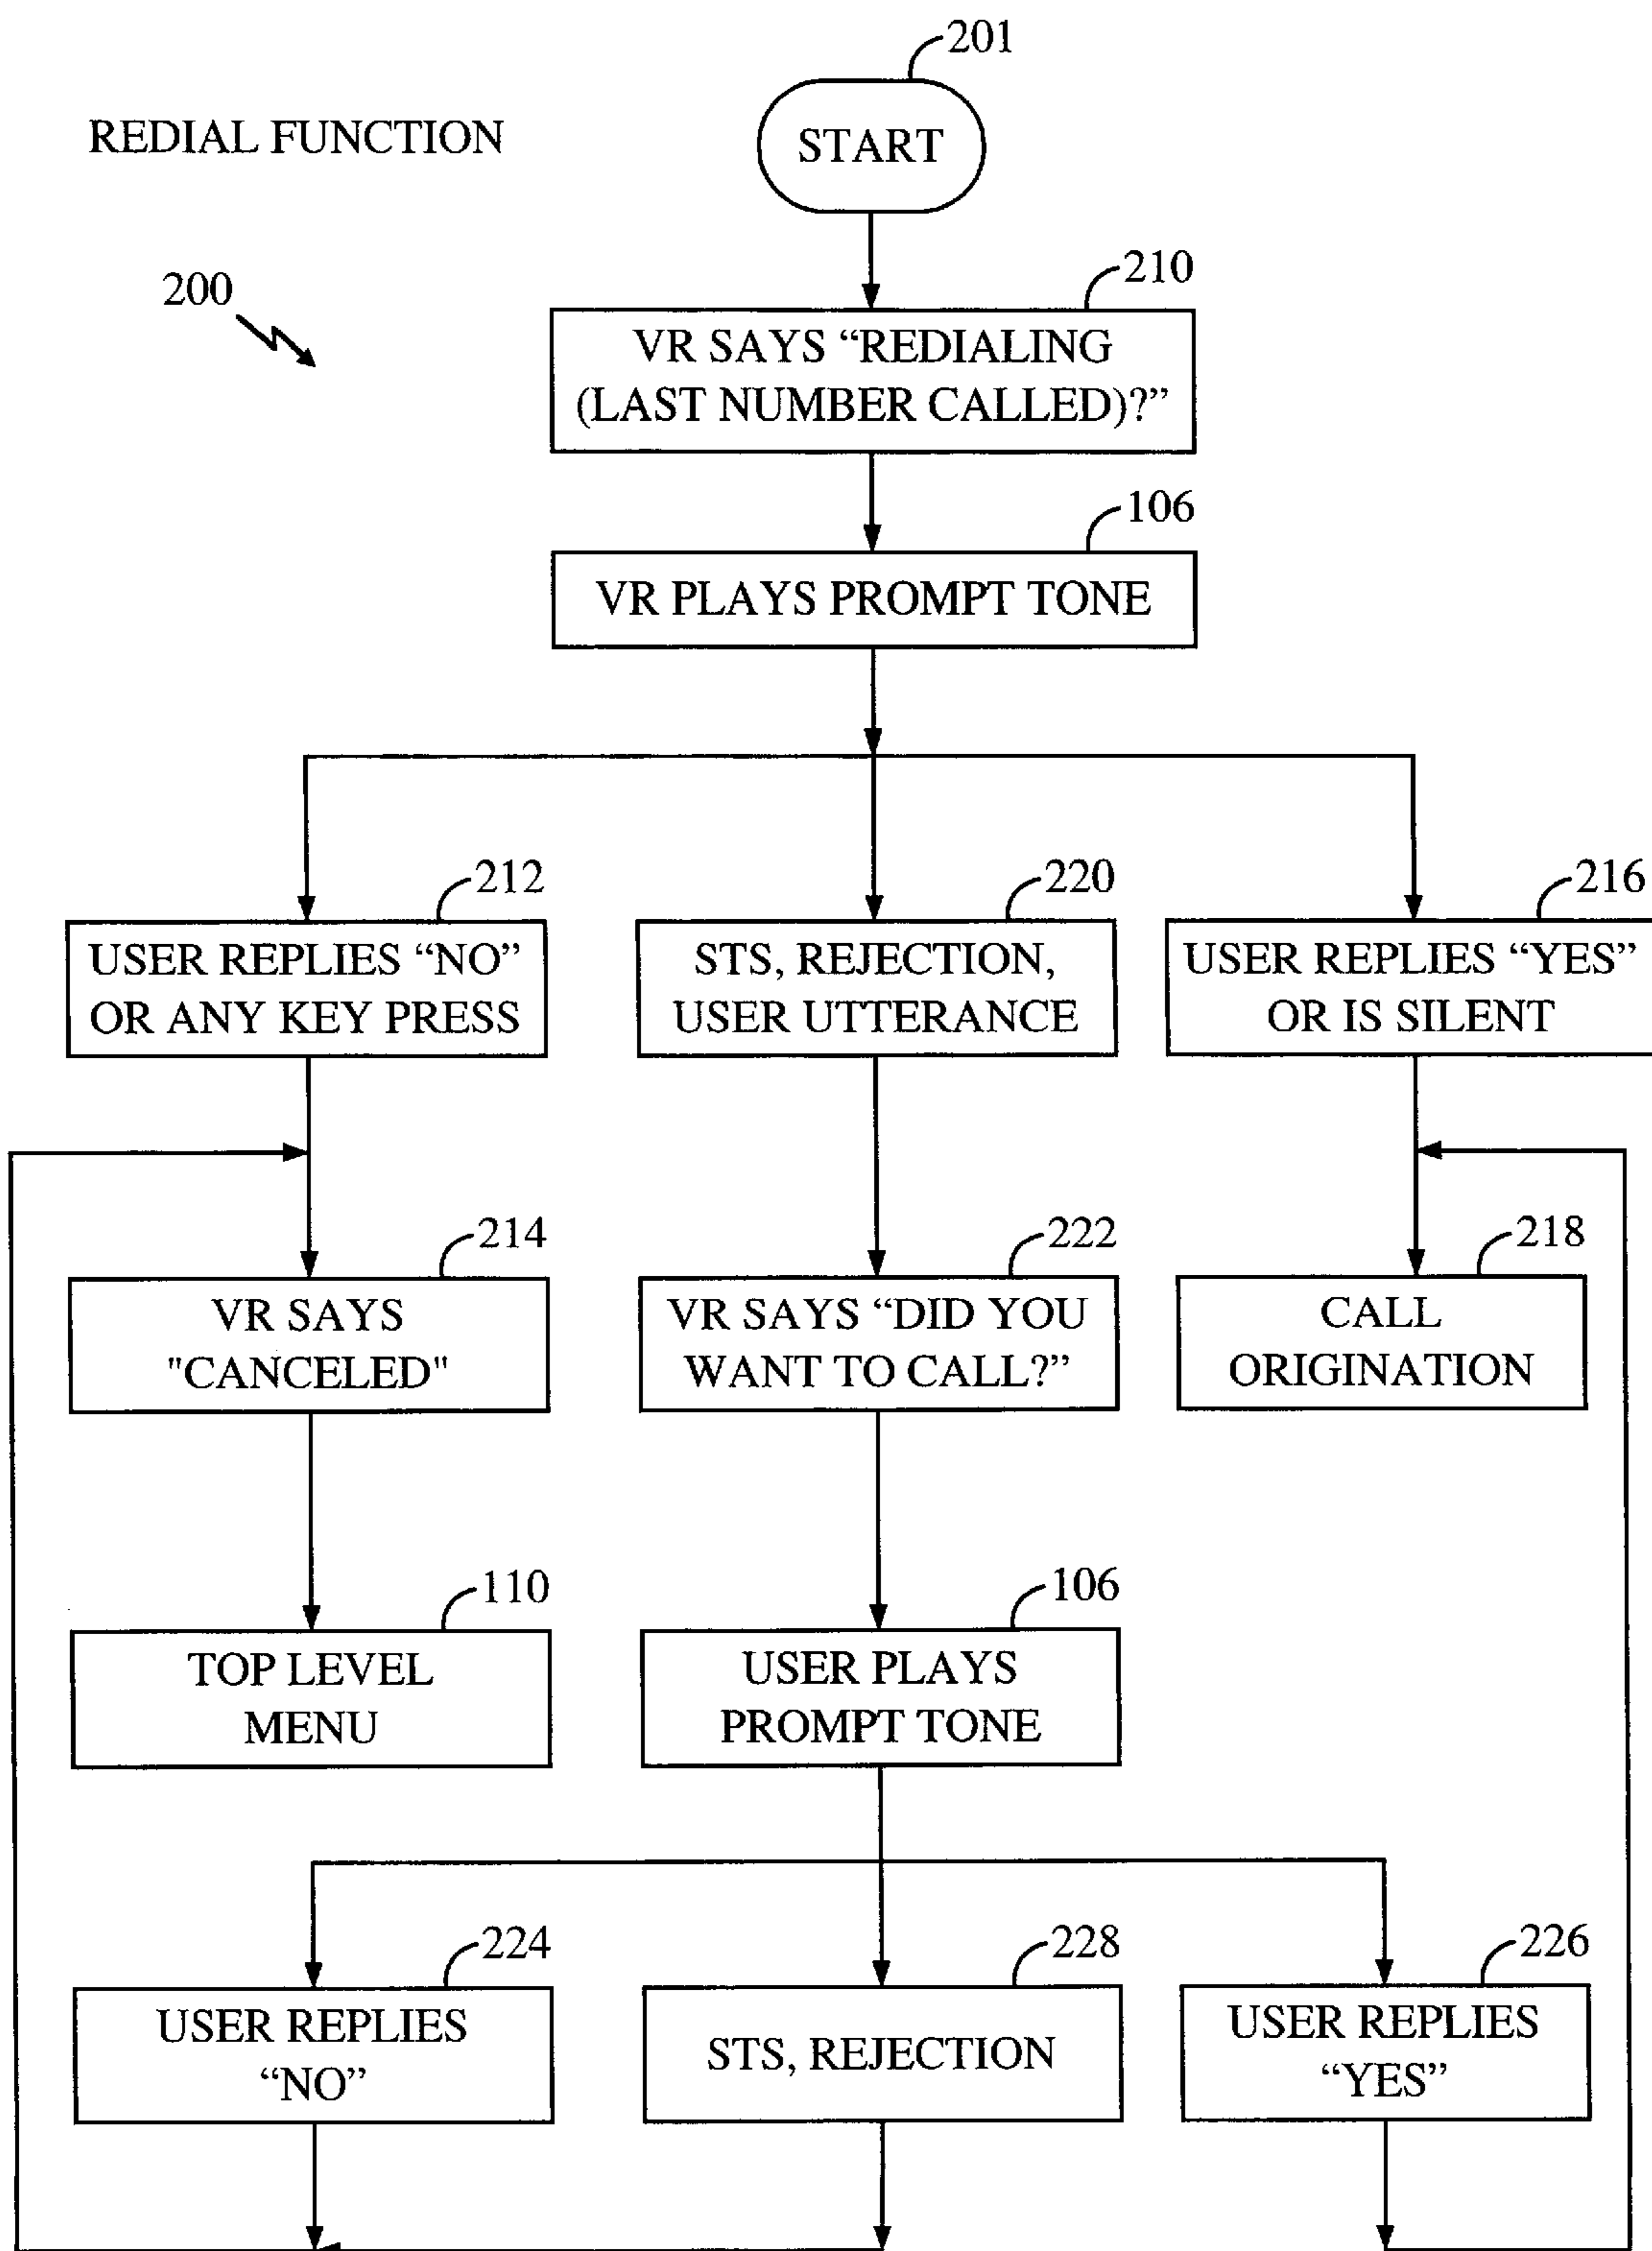 201
REDIAL FUNCTION
START
200
210
VR SAYS “REDIALING
(LAST NUMBER CALLED)?”
106
VR PLAYS PROMPT TONE
212
220
216
USER REPLIES “NO”
OR ANY KEY PRESS
STS, REJECTION,
USER UTTERANCE
USER REPLIES “YES”
OR IS SILENT
214
222
218
VR SAYS
"CANCELED"
VR SAYS “DID YOU
WANT TO CALL?”
CALL
ORIGINATION
110
106
TOP LEVEL
MENU
USER PLAYS
PROMPT TONE
224
228
226
USER REPLIES
“NO”
STS, REJECTION
USER REPLIES
“YES”